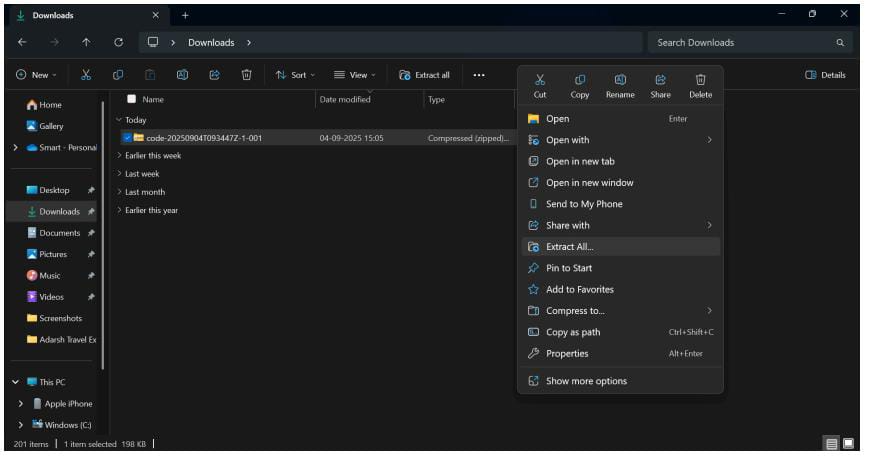 Downloads
Downloads
Search Downloads
New
Sort
View
Extract all
Details
Home
Gallery
Smart - Personal
Desktop
Downloads
Documents
Pictures
Music
Videos
Screenshots
Adarsh Travel Ex
This PC
Apple iPhone
Windows (C:)
Name Date modified Type
Today
code-20250904T093447Z-1-001 04-09-2025 15:05 Compressed (zipped)...
Earlier this week
Last week
Last month
Earlier this year
Cut Copy Rename Share Delete
Open Enter
Open with
Open in new tab
Open in new window
Send to My Phone
Share with
Extract All...
Pin to Start
Add to Favorites
Compress to...
Copy as path Ctrl+Shift+C
Properties Alt+Enter
Show more options
201 items 1 item selected 198 KB